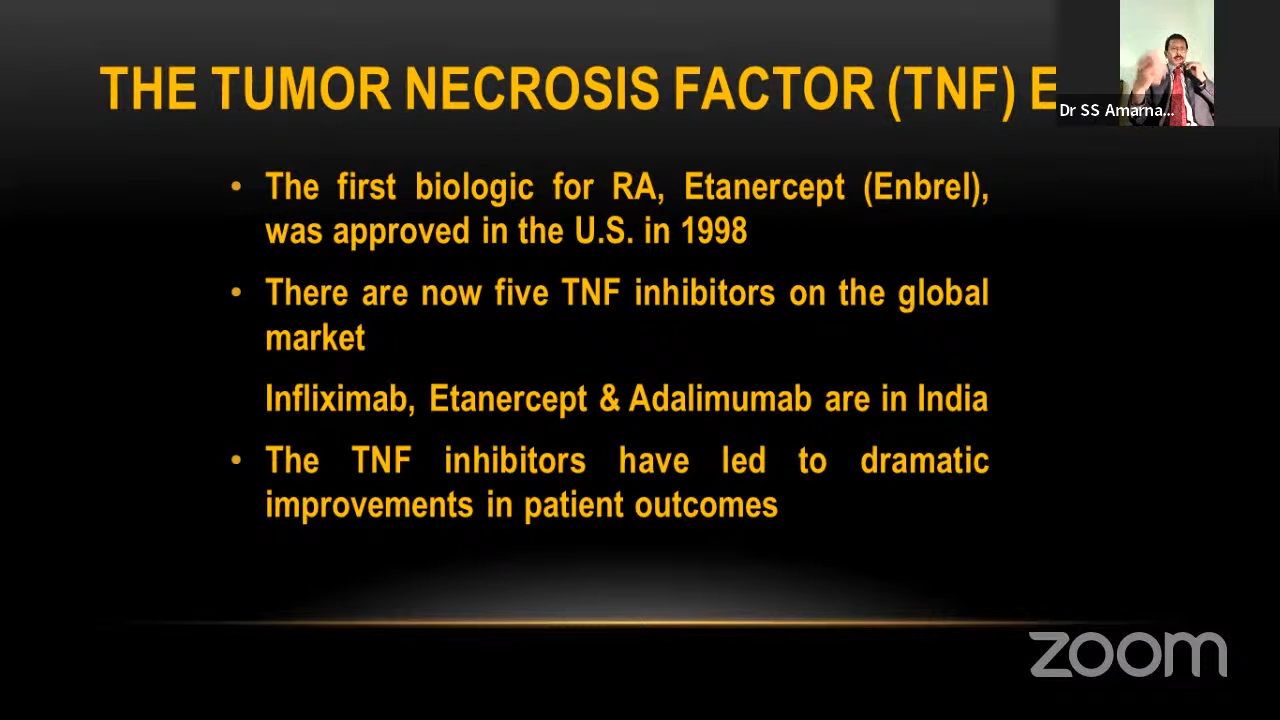 THE TUMOR NECROSIS FACTOR (TNF)
Dr SS Amarna...
• The first biologic for RA, Etanercept (Enbrel),
was approved in the U.S. in 1998
• There are now five TNF inhibitors on the global
market
Infliximab, Etanercept & Adalimumab are in India
• The TNF inhibitors have led to dramatic
improvements in patient outcomes
zoom